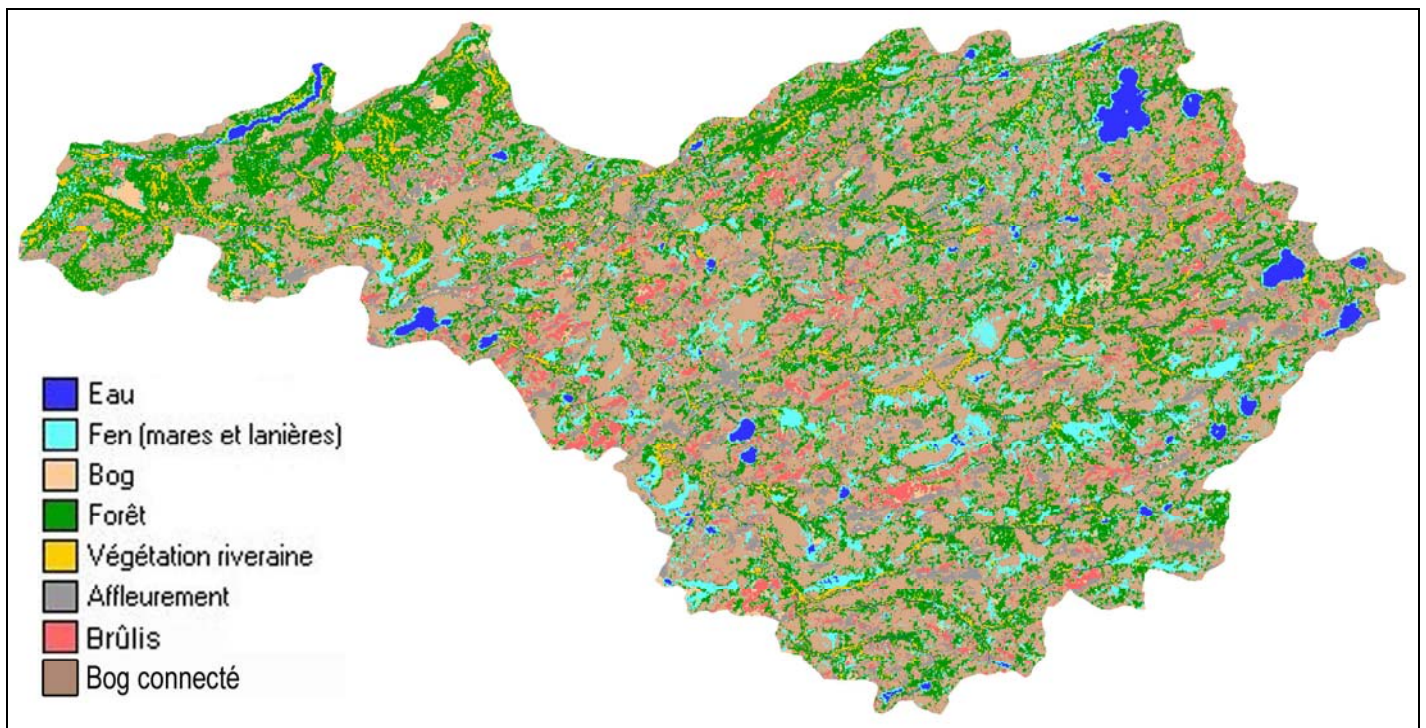 Eau
Fen (mares et lanières)
Bog
Forêt
Végétation riveraine
Affleurement
Brûlis
Bog connecté